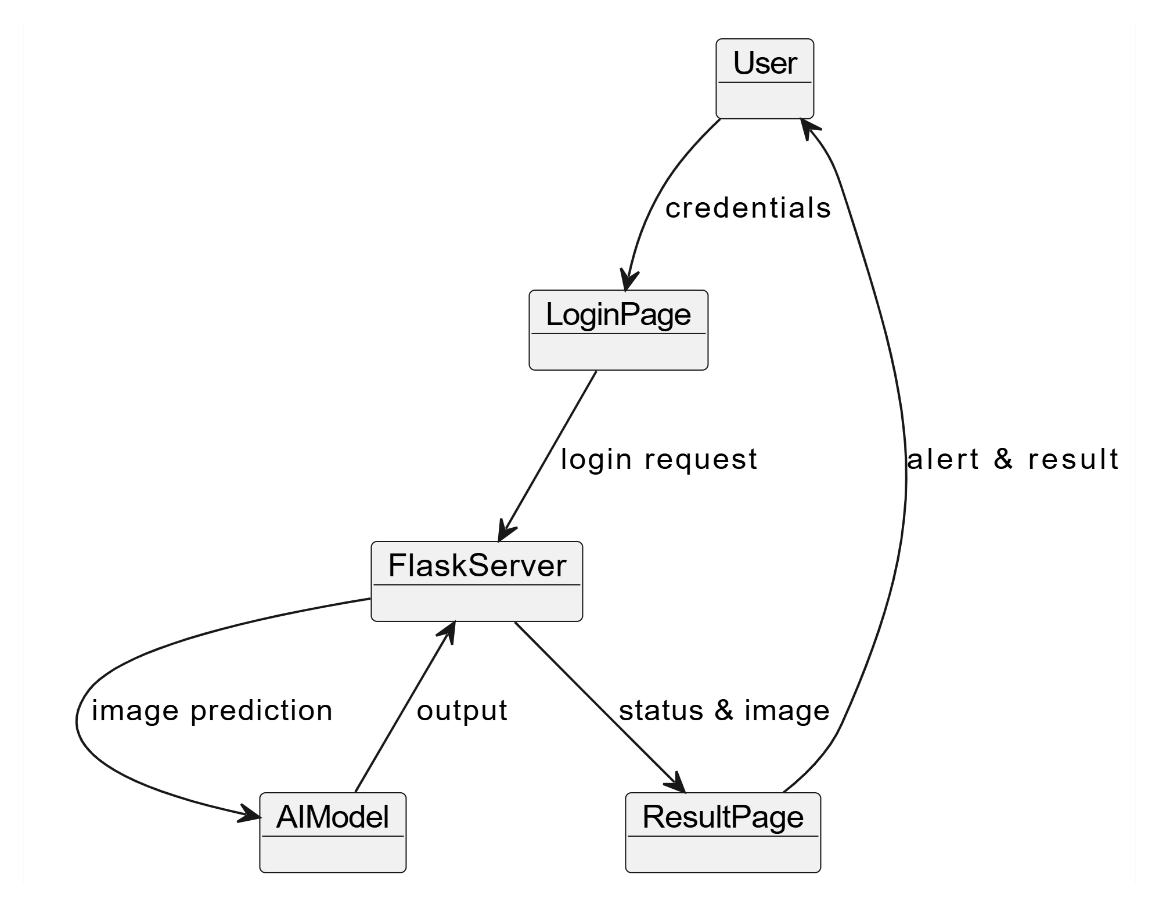 User
credentials
LoginPage
login request
alert & result
FlaskServer
image prediction
output
status & image
AIModel
ResultPage